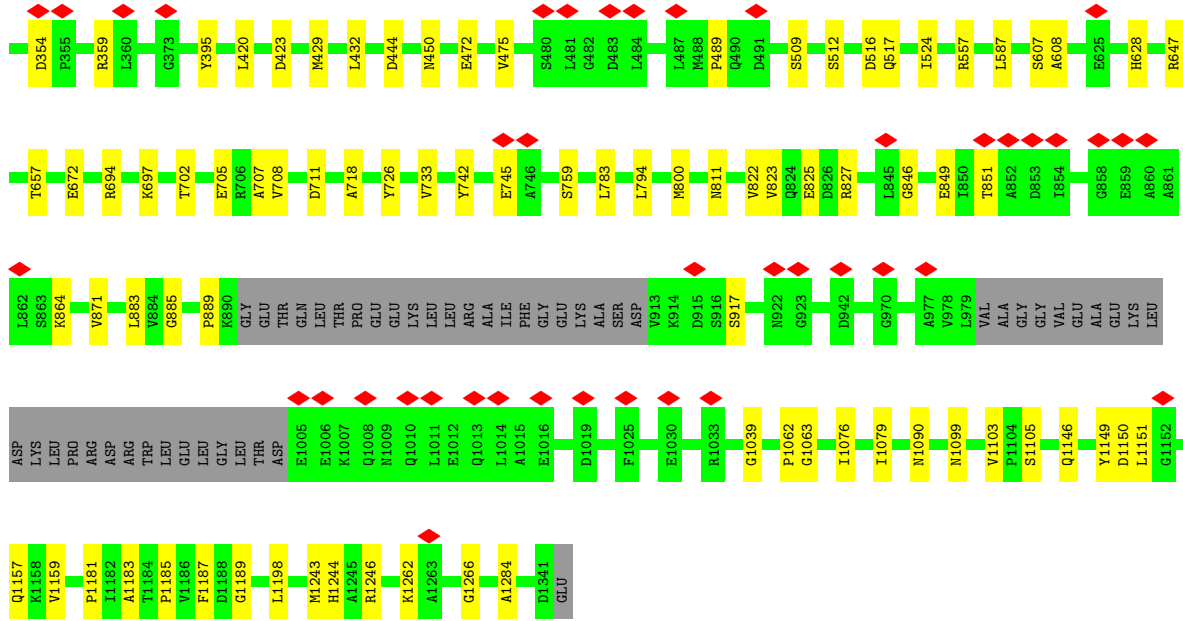 D354 P355 R359 L360 G373 Y395 L420 D423 M429 L432 D444 N450 E472 V475 S480 L481 G482 D483 L484 L487 M488 P489 Q490 D491 S509 S512 D516 Q517 I524 R557 L587 S607 A608 E625 H628 R647
T657 E672 R694 K697 T702 E705 R706 A707 V708 D711 A718 Y726 V733 Y742 E745 A746 S759 L783 L794 M800 N811 V822 V823 Q824 E825 D826 R827 L845 G846 E849 I850 T851 A852 D853 I854 G858 E859 A860 A861
L862 S863 K864 V871 L883 V884 G885 P889 K890 GLY GLU THR GLN LEU THR PRO GLU GLU LYS LEU LEU ARG ALA ILE PHE GLY GLU LYS ALA SER ASP V913 K914 D915 S916 S917 N922 G923 D942 G970 A977 V978 L979 VAL ALA GLY GLY VAL GLU ALA GLU LYS LEU
ASP LYS LEU PRO ARG ASP ARG TRP LEU GLU LEU GLY LEU THR ASP E1005 E1006 K1007 Q1008 N1009 Q1010 L1011 E1012 Q1013 L1014 A1015 E1016 D1019 F1025 E1030 R1033 G1039 P1062 G1063 I1076 I1079 N1090 N1099 V1103 P1104 S1105 Q1146 Y1149 D1150 L1151 G1152
Q1157 K1158 V1159 P1181 I1182 A1183 T1184 P1185 V1186 F1187 D1188 G1189 L1198 M1243 H1244 A1245 R1246 K1262 A1263 G1266 A1284 D1341 GLU